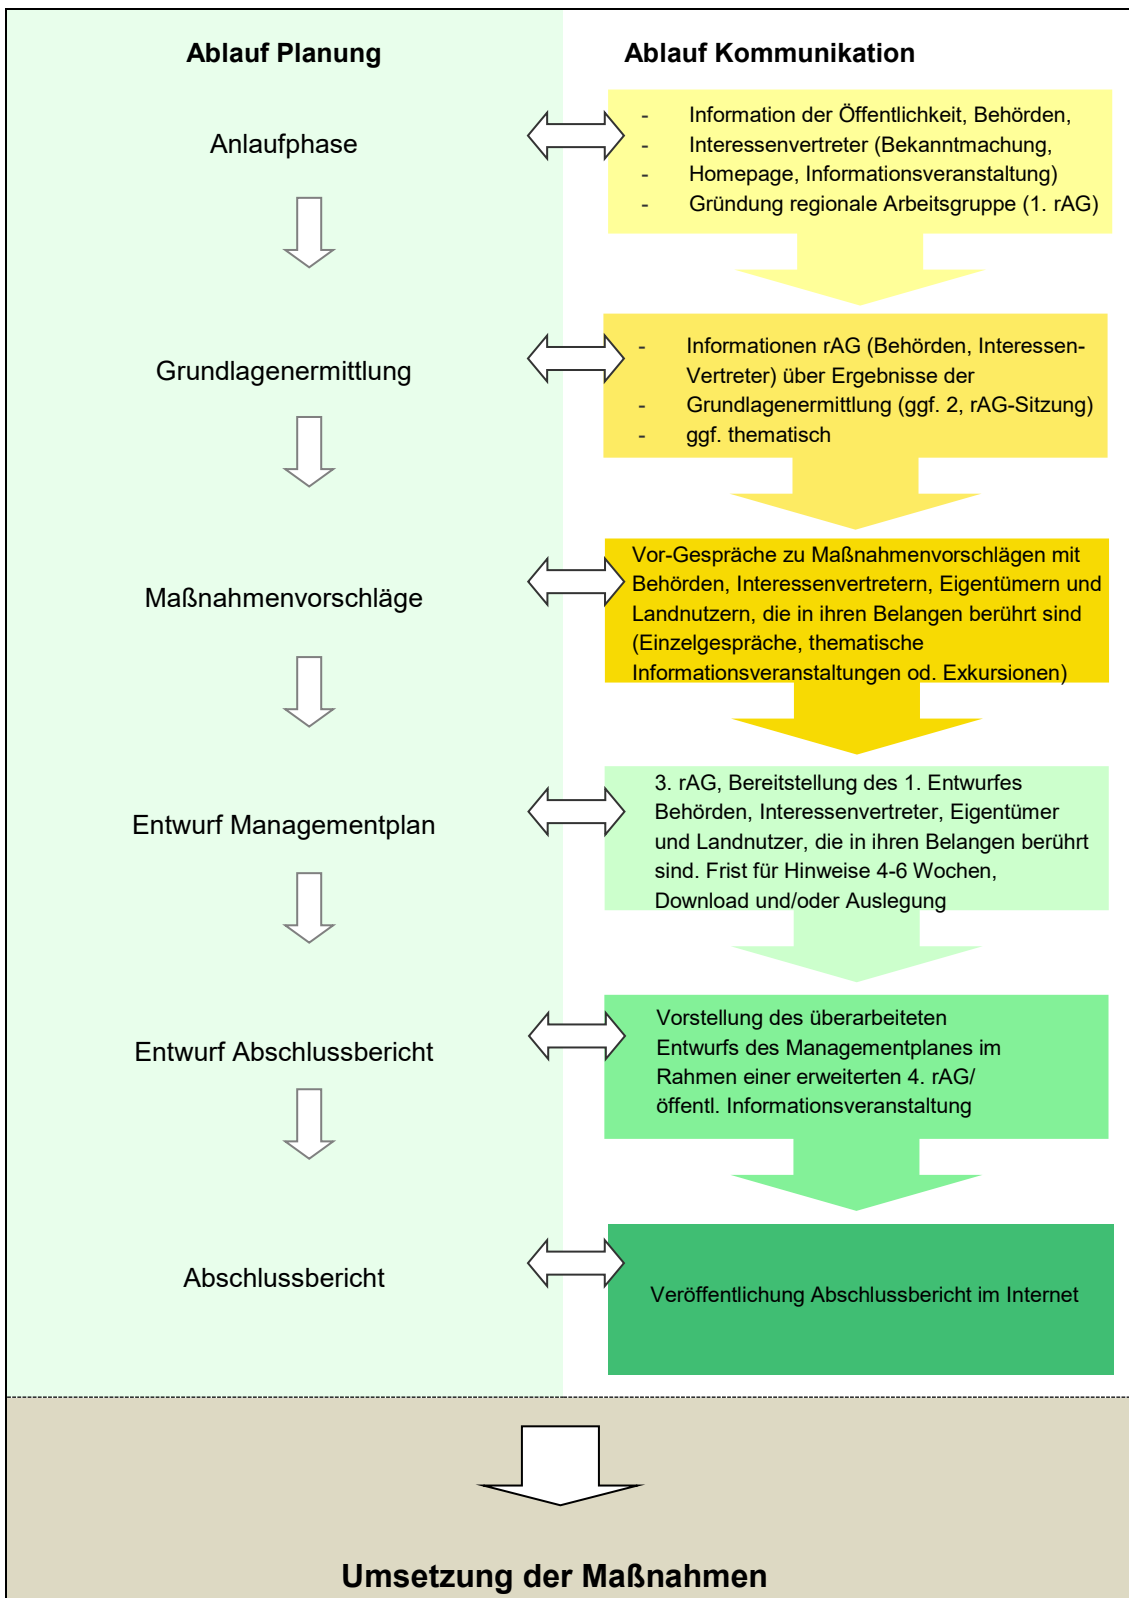 Ablauf Planung
Ablauf Kommunikation
Anlaufphase
- Information der Öffentlichkeit, Behörden,
- Interessenvertreter (Bekanntmachung,
- Homepage, Informationsveranstaltung)
- Gründung regionale Arbeitsgruppe (1. rAG)
Grundlagenermittlung
- Informationen rAG (Behörden, Interessen-
Vertreter) über Ergebnisse der
- Grundlagenermittlung (ggf. 2, rAG-Sitzung)
- ggf. thematisch
Maßnahmenvorschläge
Vor-Gespräche zu Maßnahmenvorschlägen mit
Behörden, Interessenvertretern, Eigentümern und
Landnutzern, die in ihren Belangen berührt sind
(Einzelgespräche, thematische
Informationsveranstaltungen od. Exkursionen)
Entwurf Managementplan
3. rAG, Bereitstellung des 1. Entwurfes
Behörden, Interessenvertreter, Eigentümer
und Landnutzer, die in ihren Belangen berührt
sind. Frist für Hinweise 4-6 Wochen,
Download und/oder Auslegung
Entwurf Abschlussbericht
Vorstellung des überarbeiteten
Entwurfs des Managementplanes im
Rahmen einer erweiterten 4. rAG/
öffentl. Informationsveranstaltung
Abschlussbericht
Veröffentlichung Abschlussbericht im Internet
Umsetzung der Maßnahmen